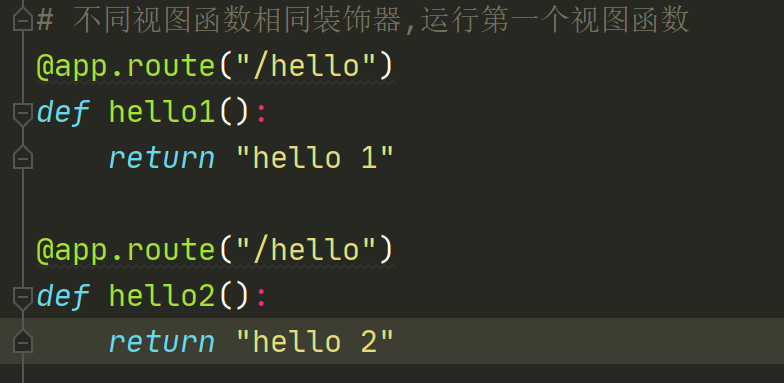 # 不同视图函数相同装饰器,运行第一个视图函数
@app.route("/hello")
def hello1():
    return "hello 1"
@app.route("/hello")
def hello2():
    return "hello 2"